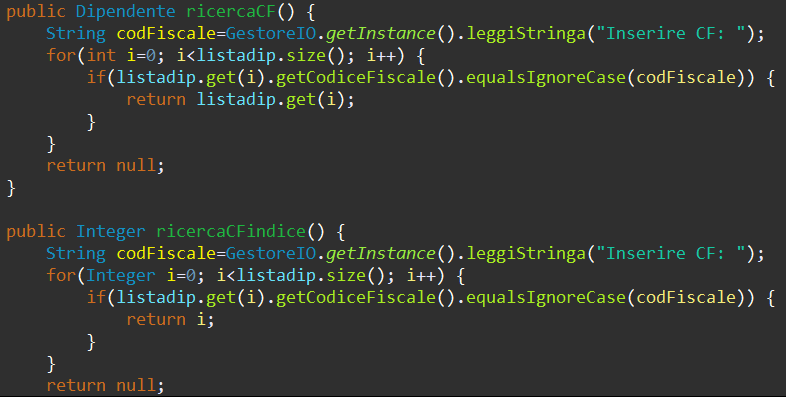 public Dipendente ricercaCF() {
    String codFiscale=GestoreIO.getInstance().leggiStringa("Inserire CF: ");
    for(int i=0; i<listadip.size(); i++) {
        if(listadip.get(i).getCodiceFiscale().equalsIgnoreCase(codFiscale)) {
            return listadip.get(i);
        }
    }
    return null;
}

public Integer ricercaCFindice() {
    String codFiscale=GestoreIO.getInstance().leggiStringa("Inserire CF: ");
    for(Integer i=0; i<listadip.size(); i++) {
        if(listadip.get(i).getCodiceFiscale().equalsIgnoreCase(codFiscale)) {
            return i;
        }
    }
    return null;